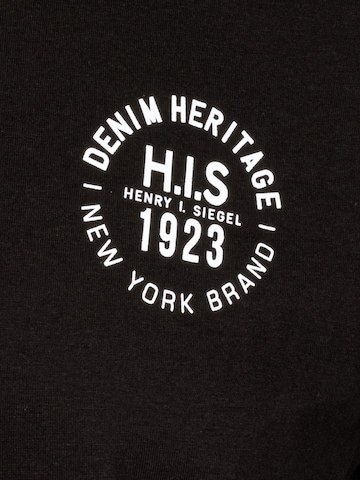 DENIM HERITAGE
H.I.S
HENRY I. SIEGEL
1923
NEW YORK BRAND